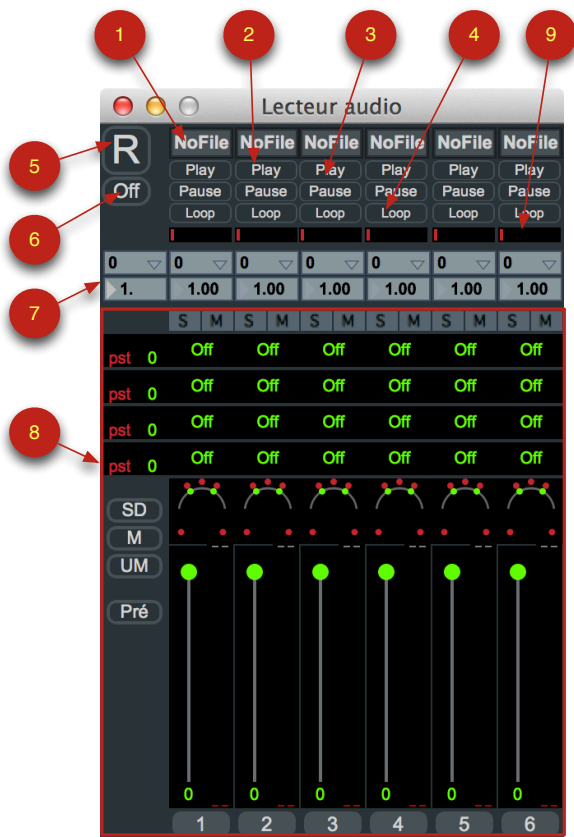 1 2 3 4 9
Lecteur audio
5 R NoFile NoFile NoFile NoFile NoFile NoFile
Play Play Play Play Play Play
6 Off Pause Pause Pause Pause Pause Pause
Loop Loop Loop Loop Loop Loop
0 0 0 0 0 0 0
7 1. 1.00 1.00 1.00 1.00 1.00 1.00
S M S M S M S M S M S M
pst 0 Off Off Off Off Off Off
pst 0 Off Off Off Off Off Off
8 pst 0 Off Off Off Off Off Off
pst 0 Off Off Off Off Off Off
SD
M
-- -- -- -- -- --
UM
Pré
0 0 0 0 0 0
-- -- -- -- -- --
1 2 3 4 5 6